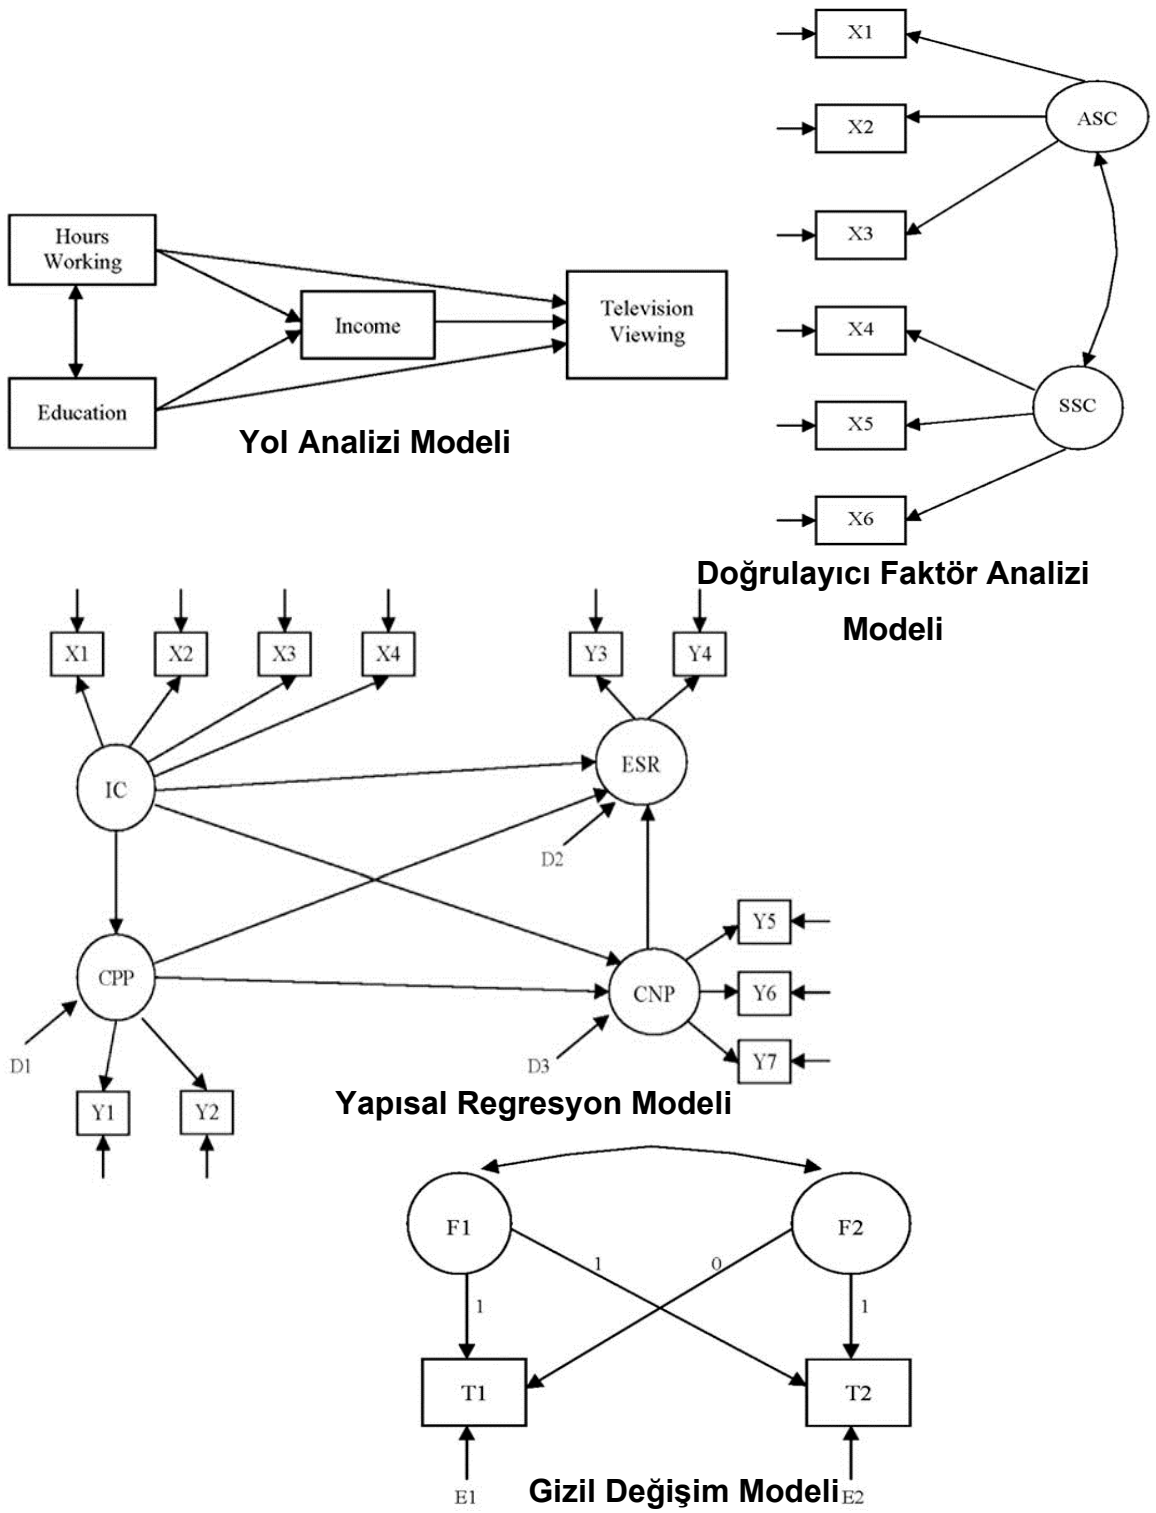 Hours
Working
Education
Income
Television
Viewing
Yol Analizi Modeli
X1
X2
X3
X4
X5
X6
ASC
SSC
Doğrulayıcı Faktör Analizi
Modeli
X1 X2 X3 X4
Y3 Y4
IC
ESR
D2
CPP
CNP
Y5
Y6
Y7
D1
D3
Y1 Y2
Yapısal Regresyon Modeli
F1 F2
1 0
1 1
T1 T2
E1 E2
Gizil Değişim Modeli